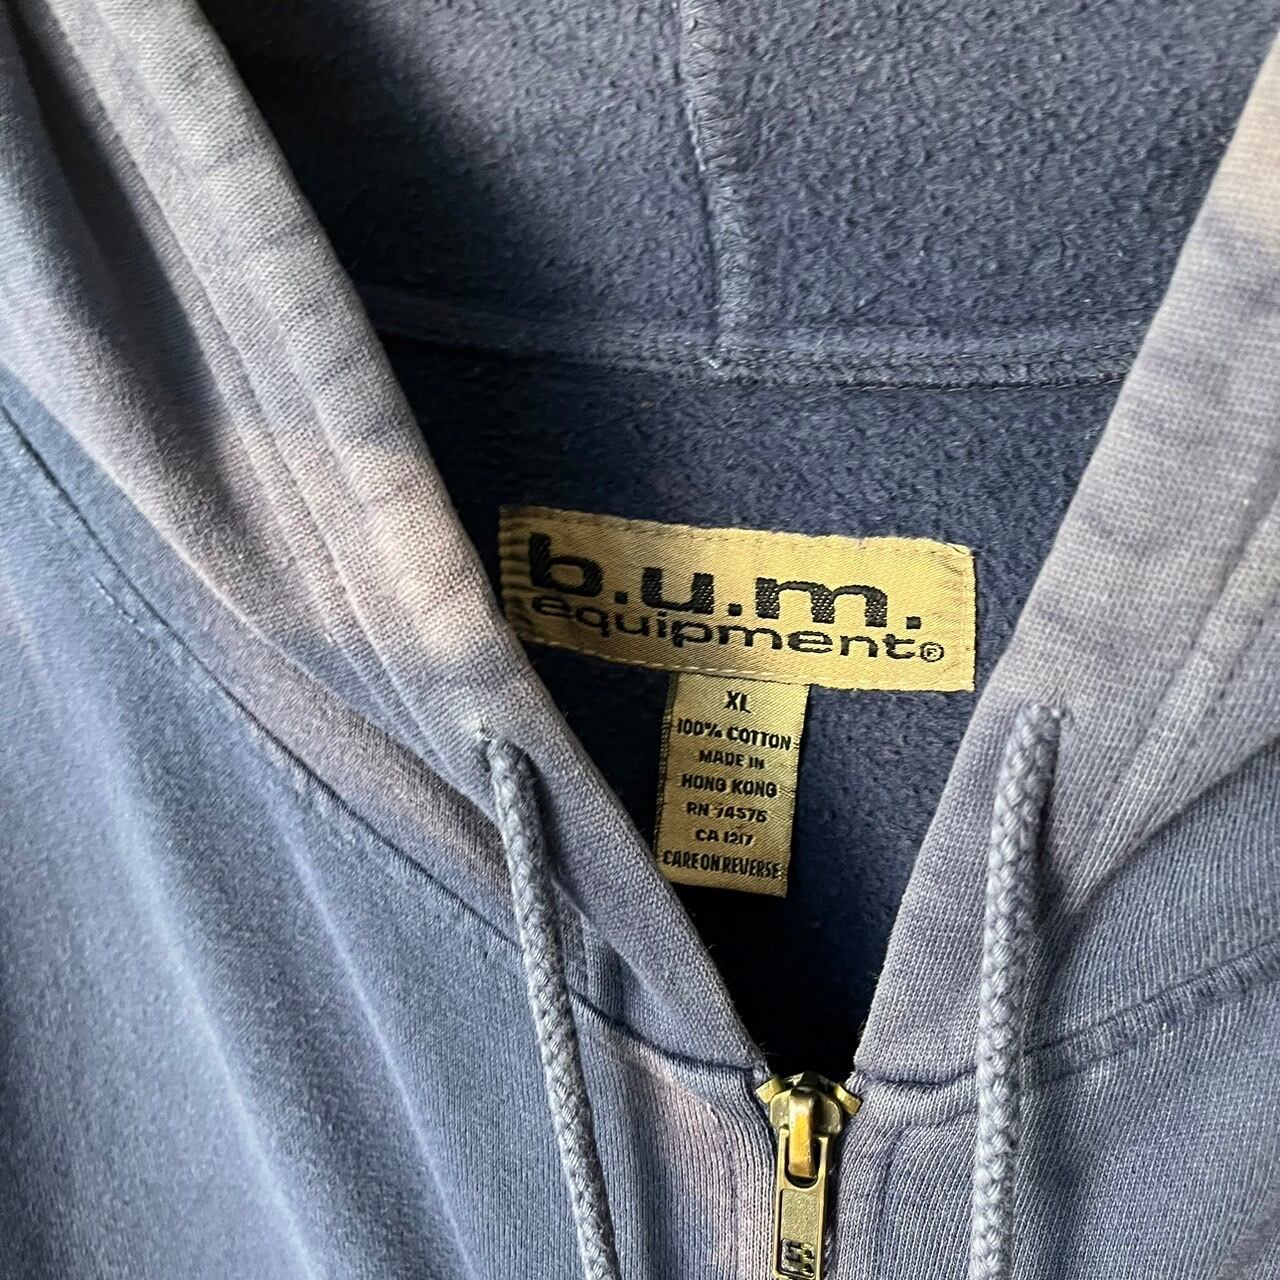 b.u.m.
equipment®
XL
100% COTTON
MADE IN
HONG KONG
RN 74576
CA 1217
CARE ON REVERSE